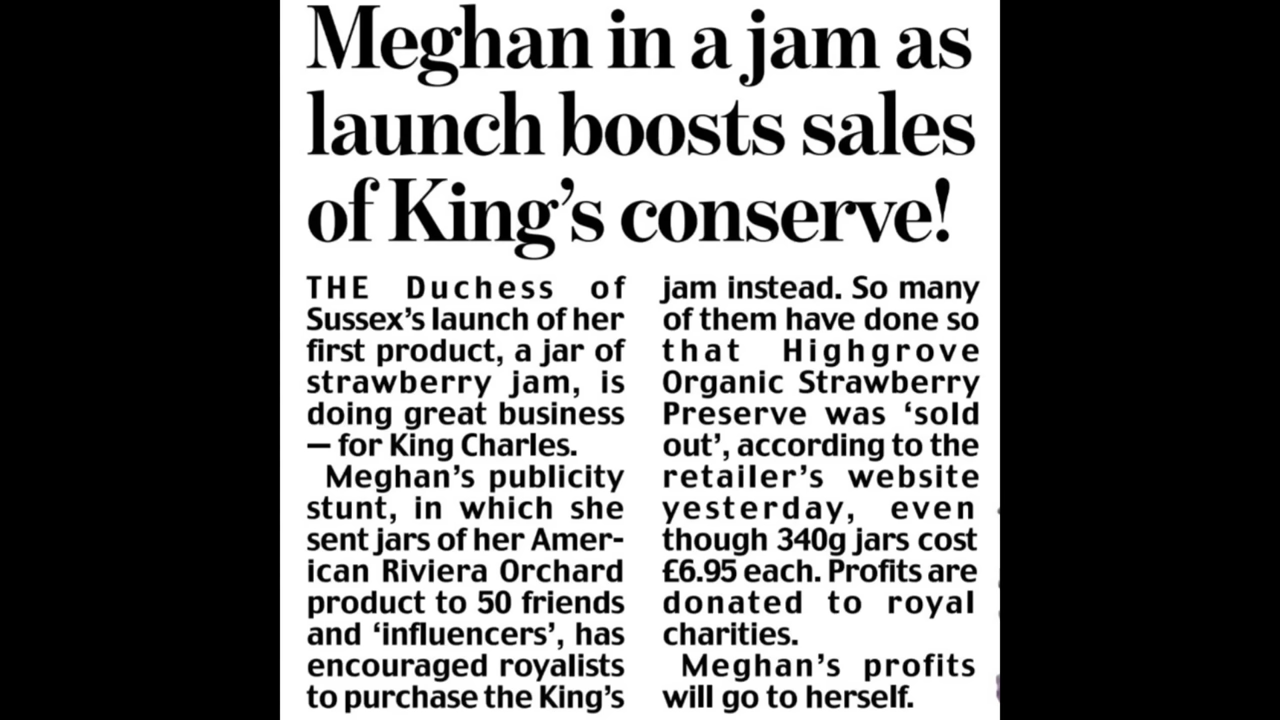 Meghan in a jam as
launch boosts sales
of King's conserve!
THE Duchess of
Sussex's launch of her
first product, a jar of
strawberry jam, is
doing great business
— for King Charles.
Meghan's publicity
stunt, in which she
sent jars of her Amer-
ican Riviera Orchard
product to 50 friends
and ‘influencers’, has
encouraged royalists
to purchase the King's
jam instead. So many
of them have done so
that Highgrove
Organic Strawberry
Preserve was ‘sold
out’, according to the
retailer's website
yesterday, even
though 340g jars cost
£6.95 each. Profits are
donated to royal
charities.
Meghan's profits
will go to herself.